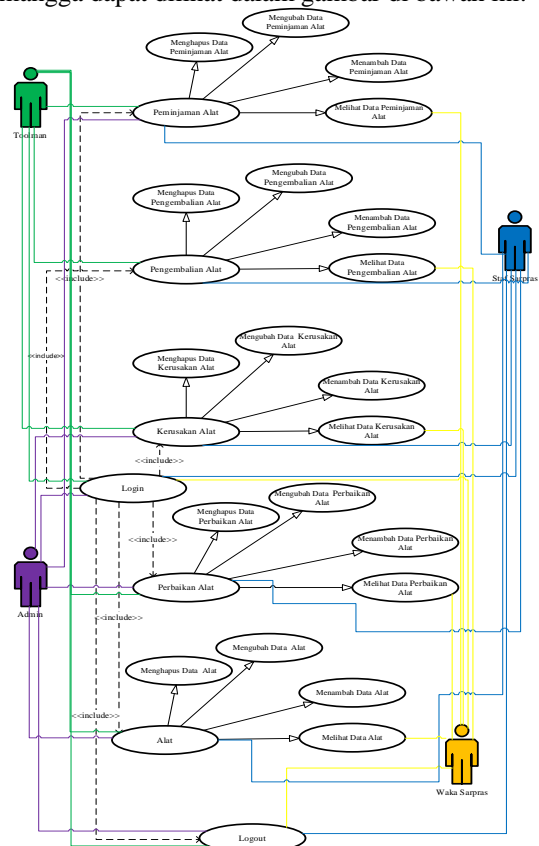 mangga dapat dilihat dalam gambar di bawah ini:
Mengubah Data
Peminjaman Alat
Menghapus Data
Peminjaman Alat
Menambah Data
Peminjaman Alat
Peminjaman Alat
Melihat Data Peminjaman
Alat
Toolman
Mengubah Data
Pengembalian Alat
Menghapus Data
Pengembalian Alat
Menambah Data
Pengembalian Alat
Pengembalian Alat
Melihat Data
Pengembalian Alat
<<include>>
Staf Sarpras
Mengubah Data Kerusakan
Alat
<<include>>
Menghapus Data
Kerusakan Alat
Menambah Data Kerusakan
Alat
Kerusakan Alat
Melihat Data Kerusakan
Alat
<<include>>
Login
Mengubah Data Perbaikan
Alat
Menghapus Data
Perbaikan Alat
<<include>>
Menambah Data Perbaikan
Alat
Perbaikan Alat
Melihat Data Perbaikan
Alat
Admin
<<include>>
Mengubah Data Alat
Menghapus Data Alat
Menambah Data Alat
<<include>>
Alat
Melihat Data Alat
Waka Sarpras
Logout